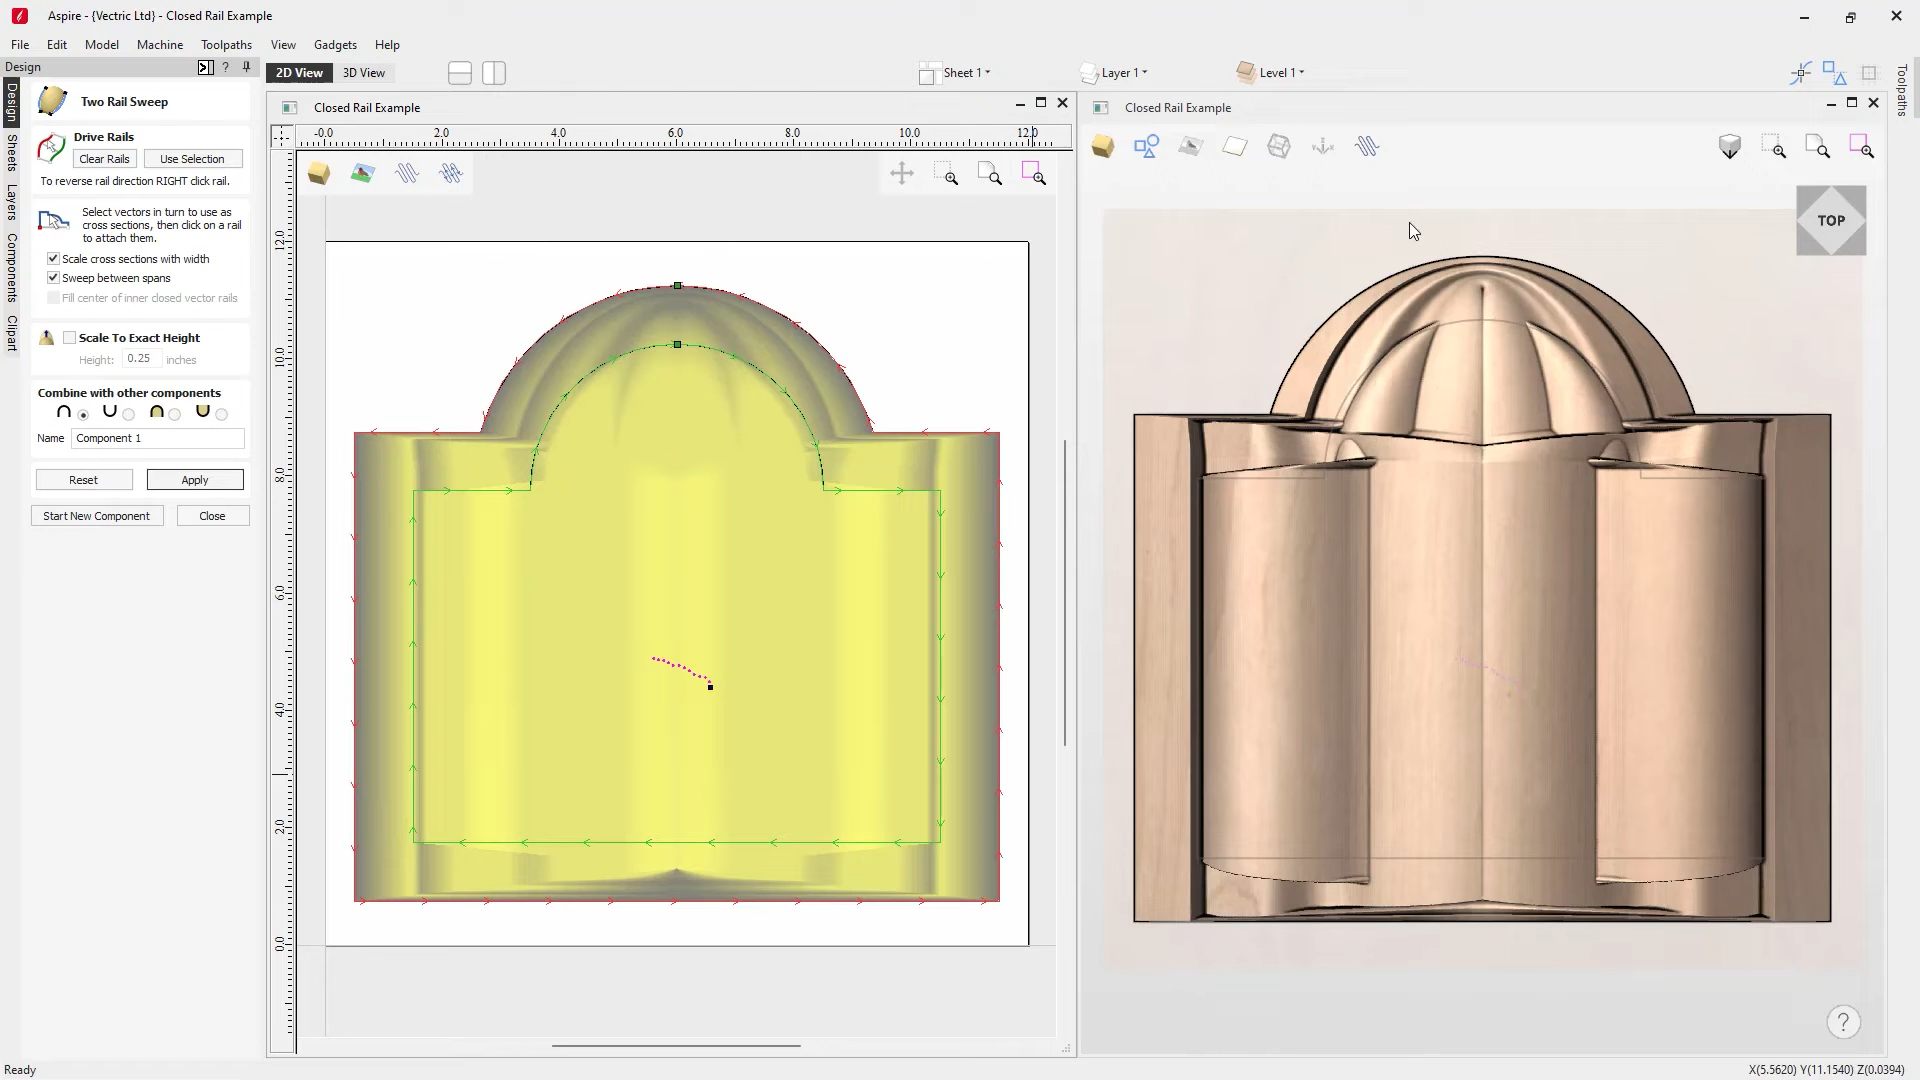 Aspire - {Vectric Ltd} - Closed Rail Example
File Edit Model Machine Toolpaths View Gadgets Help
Design
?
2D View
3D View
Sheet 1
Layer 1
Level 1
Toolpaths
Design
Sheets
Layers
Components
Clipart
Two Rail Sweep
Drive Rails
Clear Rails
Use Selection
To reverse rail direction RIGHT click rail.
Select vectors in turn to use as
cross sections, then click on a rail
to attach them.
Scale cross sections with width
Sweep between spans
Fill center of inner closed vector rails
Scale To Exact Height
Height: 0.25 inches
Combine with other components
Name Component 1
Reset
Apply
Start New Component
Close
Closed Rail Example
-0.0 2.0 4.0 6.0 8.0 10.0 12.0
12.0
10.0
8.0
6.0
4.0
2.0
0.0
Closed Rail Example
TOP
?
Ready
X(5.5620) Y(11.1540) Z(0.0394)